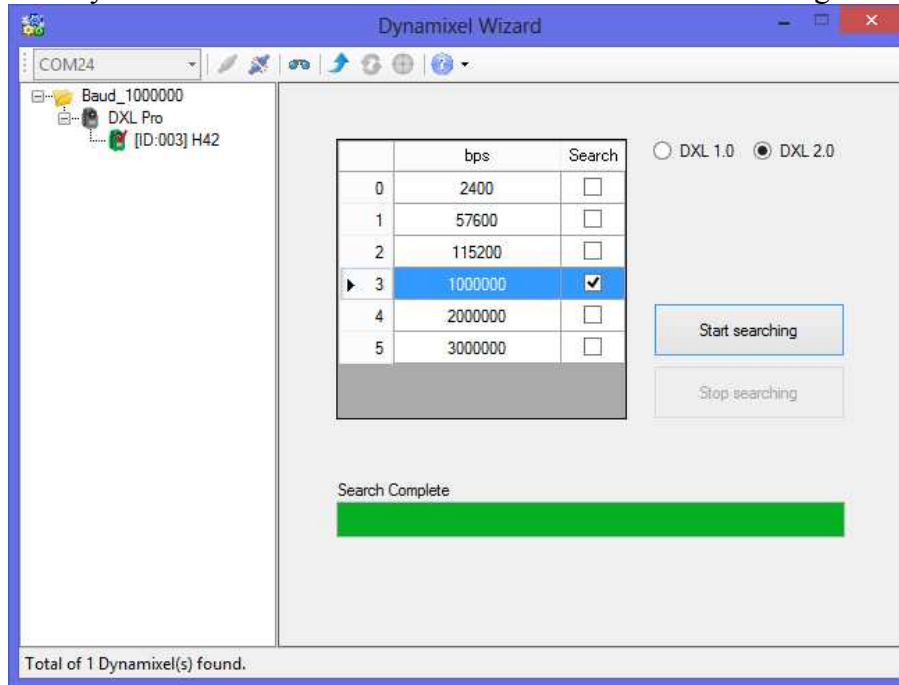 Dynamixel Wizard
COM24
Baud_1000000
DXL Pro
[ID:003] H42
bps Search
DXL 1.0 DXL 2.0
0 2400
1 57600
2 115200
3 1000000
4 2000000
5 3000000
Start searching
Stop searching
Search Complete
Total of 1 Dynamixel(s) found.